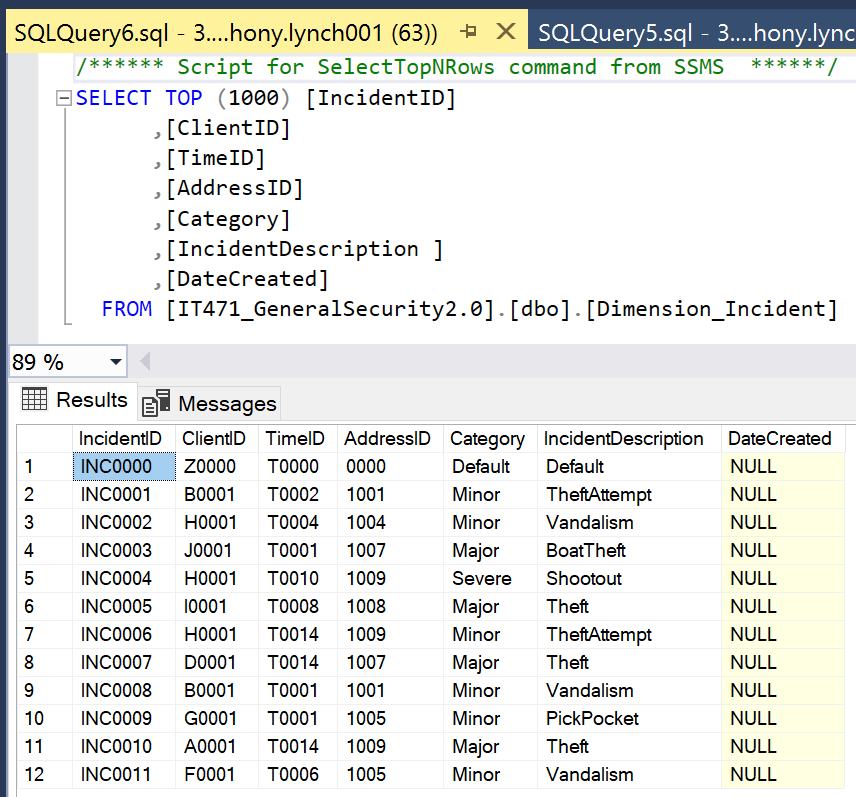 SQLQuery6.sql - 3....hony.lynch001 (63)) SQLQuery5.sql - 3....hony.lync
/****** Script for SelectTopNRows command from SSMS ******/
SELECT TOP (1000) [IncidentID]
,[ClientID]
,[TimeID]
,[AddressID]
,[Category]
,[IncidentDescription ]
,[DateCreated]
FROM [IT471_GeneralSecurity2.0].[dbo].[Dimension_Incident]
89 %
Results Messages
IncidentID ClientID TimeID AddressID Category IncidentDescription DateCreated
1 INC0000 Z0000 T0000 0000 Default Default NULL
2 INC0001 B0001 T0002 1001 Minor TheftAttempt NULL
3 INC0002 H0001 T0004 1004 Minor Vandalism NULL
4 INC0003 J0001 T0001 1007 Major BoatTheft NULL
5 INC0004 H0001 T0010 1009 Severe Shootout NULL
6 INC0005 I0001 T0008 1008 Major Theft NULL
7 INC0006 H0001 T0014 1009 Minor TheftAttempt NULL
8 INC0007 D0001 T0014 1007 Major Theft NULL
9 INC0008 B0001 T0001 1001 Minor Vandalism NULL
10 INC0009 G0001 T0001 1005 Minor PickPocket NULL
11 INC0010 A0001 T0014 1009 Major Theft NULL
12 INC0011 F0001 T0006 1005 Minor Vandalism NULL